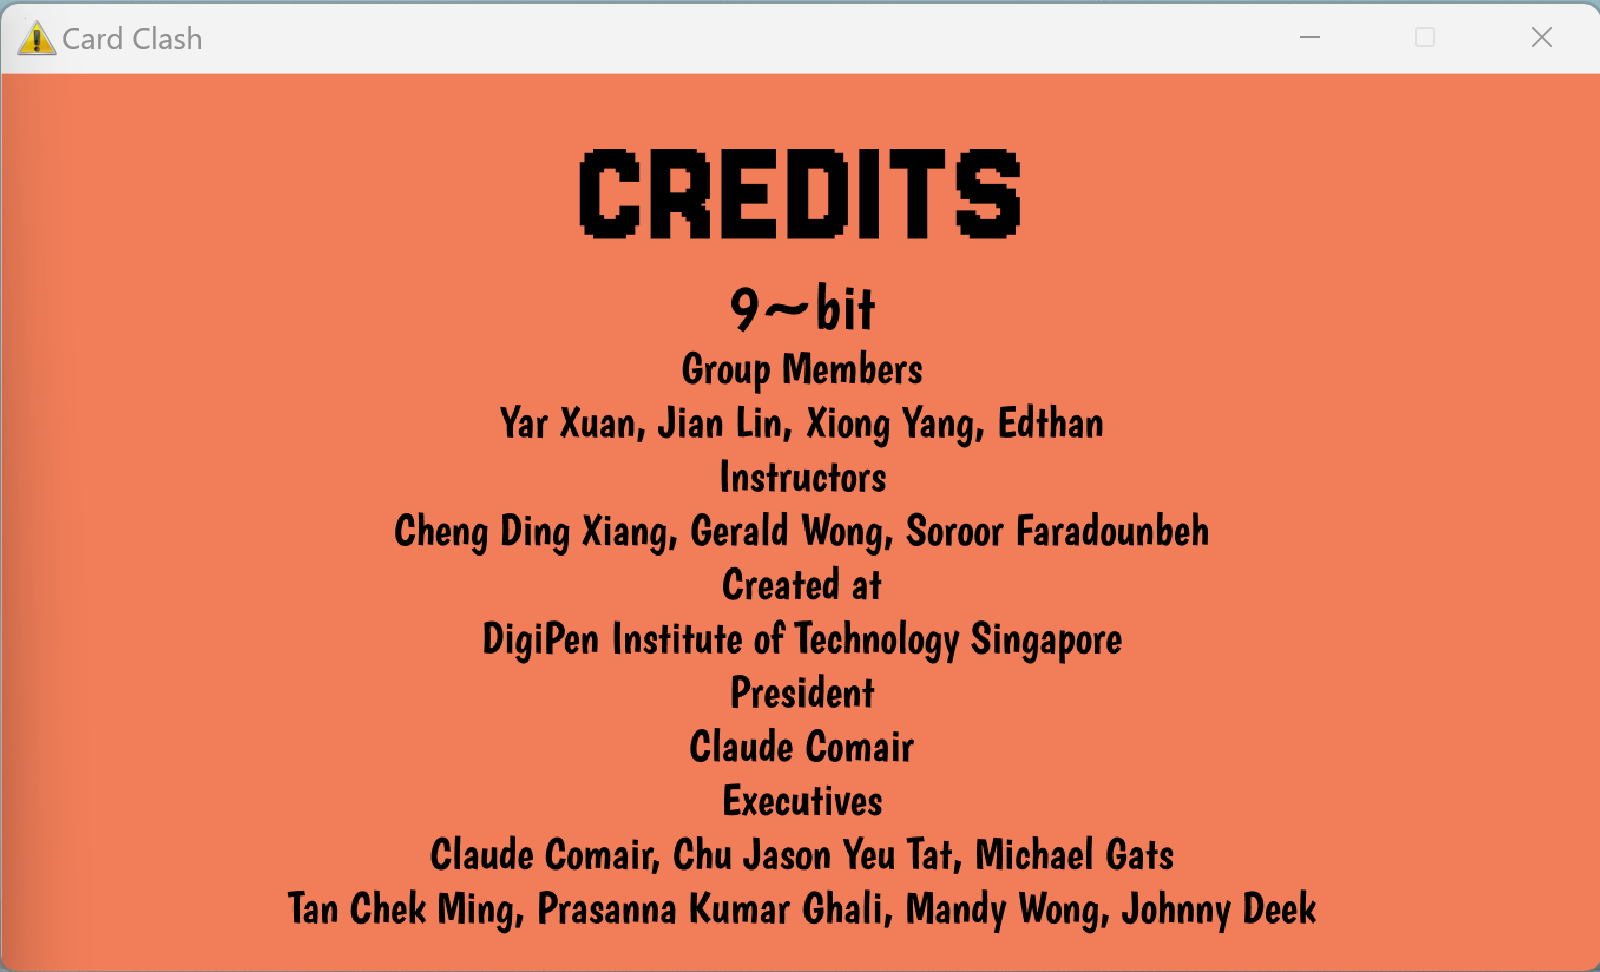 Card Clash
CREDITS
9~bit
Group Members
Yar Xuan, Jian Lin, Xiong Yang, Edthan
Instructors
Cheng Ding Xiang, Gerald Wong, Soroor Faradounbeh
Created at
DigiPen Institute of Technology Singapore
President
Claude Comair
Executives
Claude Comair, Chu Jason Yeu Tat, Michael Gats
Tan Chek Ming, Prasanna Kumar Ghali, Mandy Wong, Johnny Deek